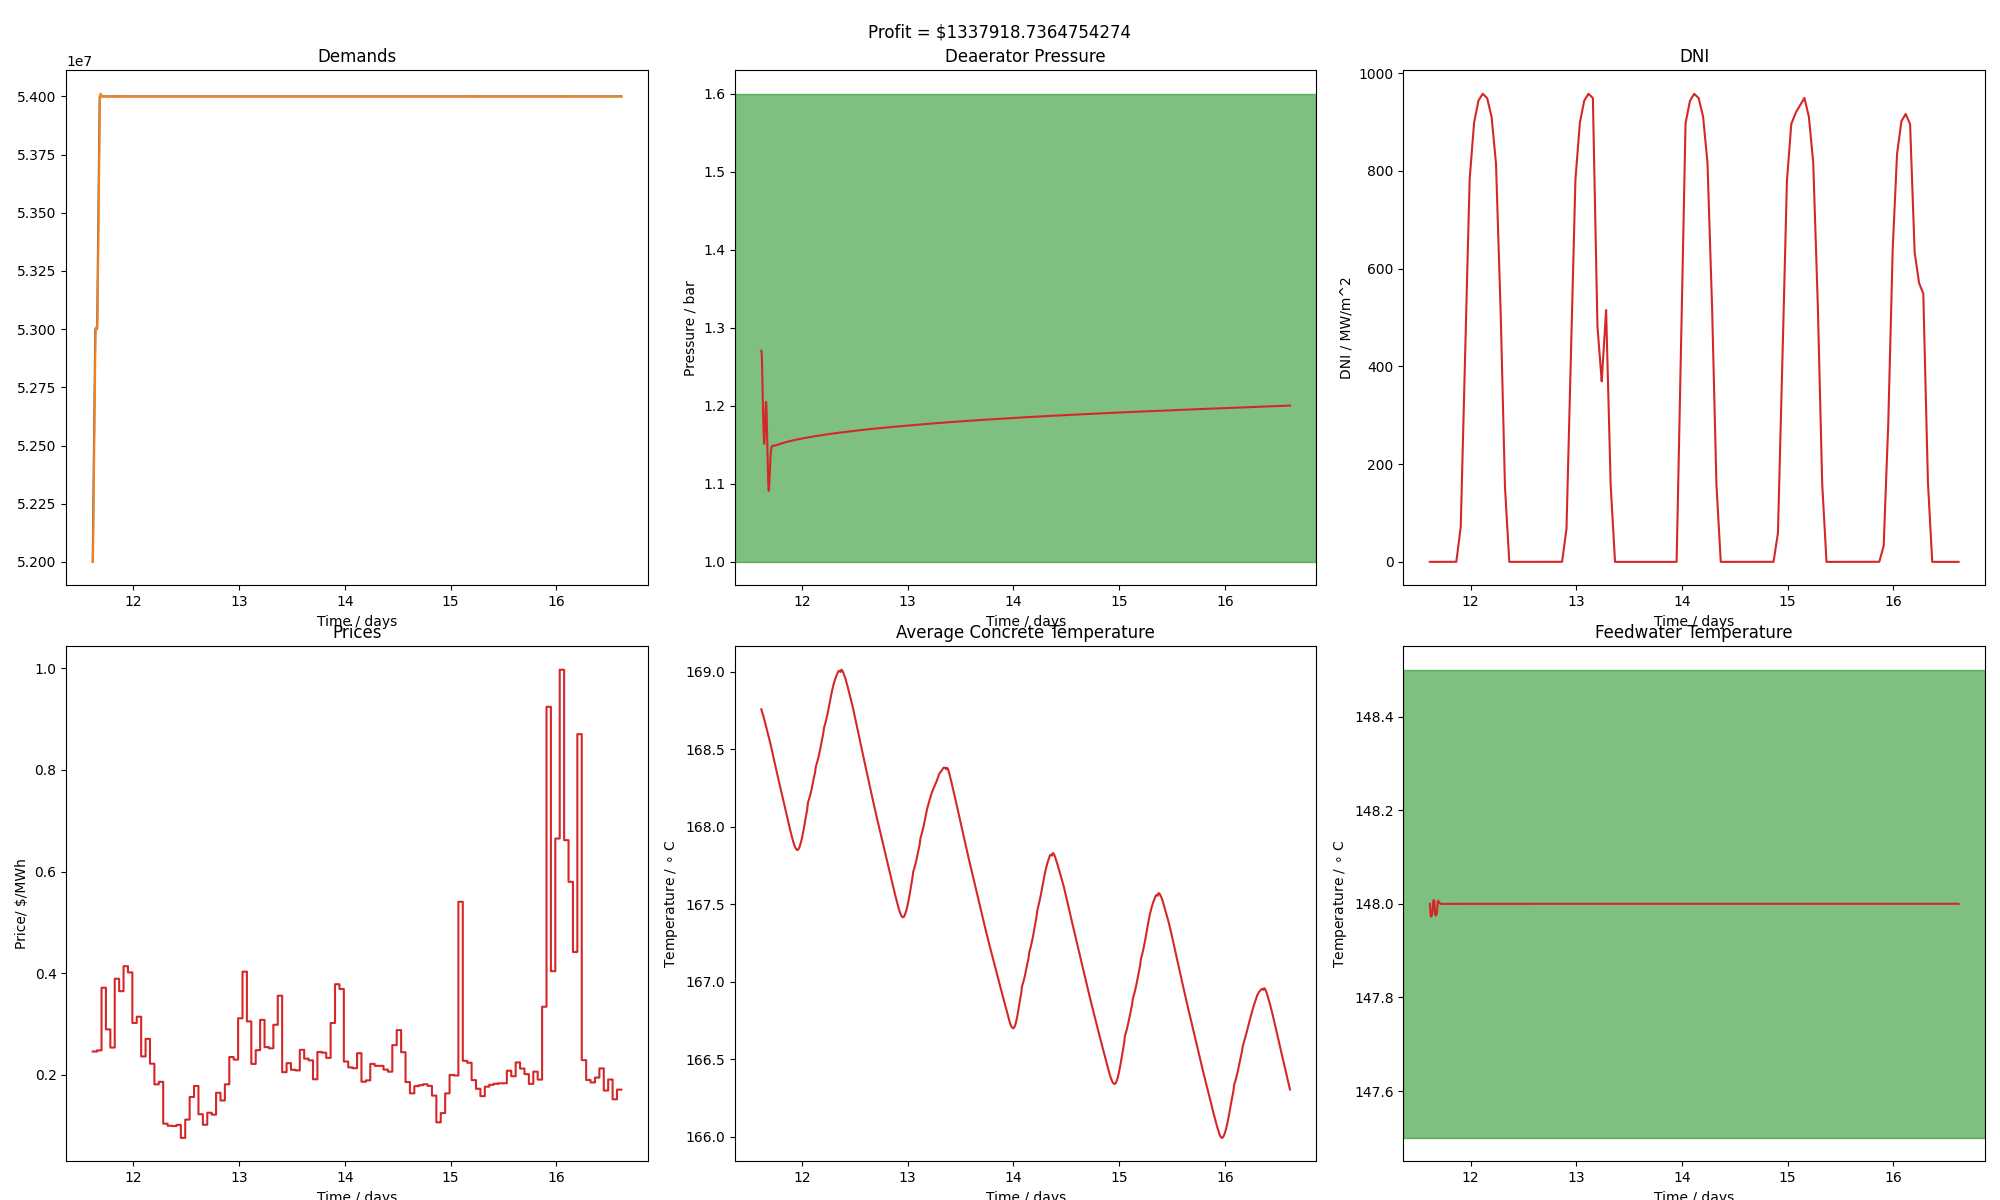 Profit = $1337918.7364754274
Demands
1e7
5.400
5.375
5.350
5.325
5.300
5.275
5.250
5.225
5.200
12 13 14 15 16
Time / days
Deaerator Pressure
Pressure / bar
1.6
1.5
1.4
1.3
1.2
1.1
1.0
12 13 14 15 16
Time / days
DNI
DNI / MW/m^2
1000
800
600
400
200
0
12 13 14 15 16
Time / days
Prices
Price/ $/MWh
1.0
0.8
0.6
0.4
0.2
12 13 14 15 16
Time / days
Average Concrete Temperature
Temperature / ∘ C
169.0
168.5
168.0
167.5
167.0
166.5
166.0
12 13 14 15 16
Time / days
Feedwater Temperature
Temperature / ∘ C
148.4
148.2
148.0
147.8
147.6
12 13 14 15 16
Time / days